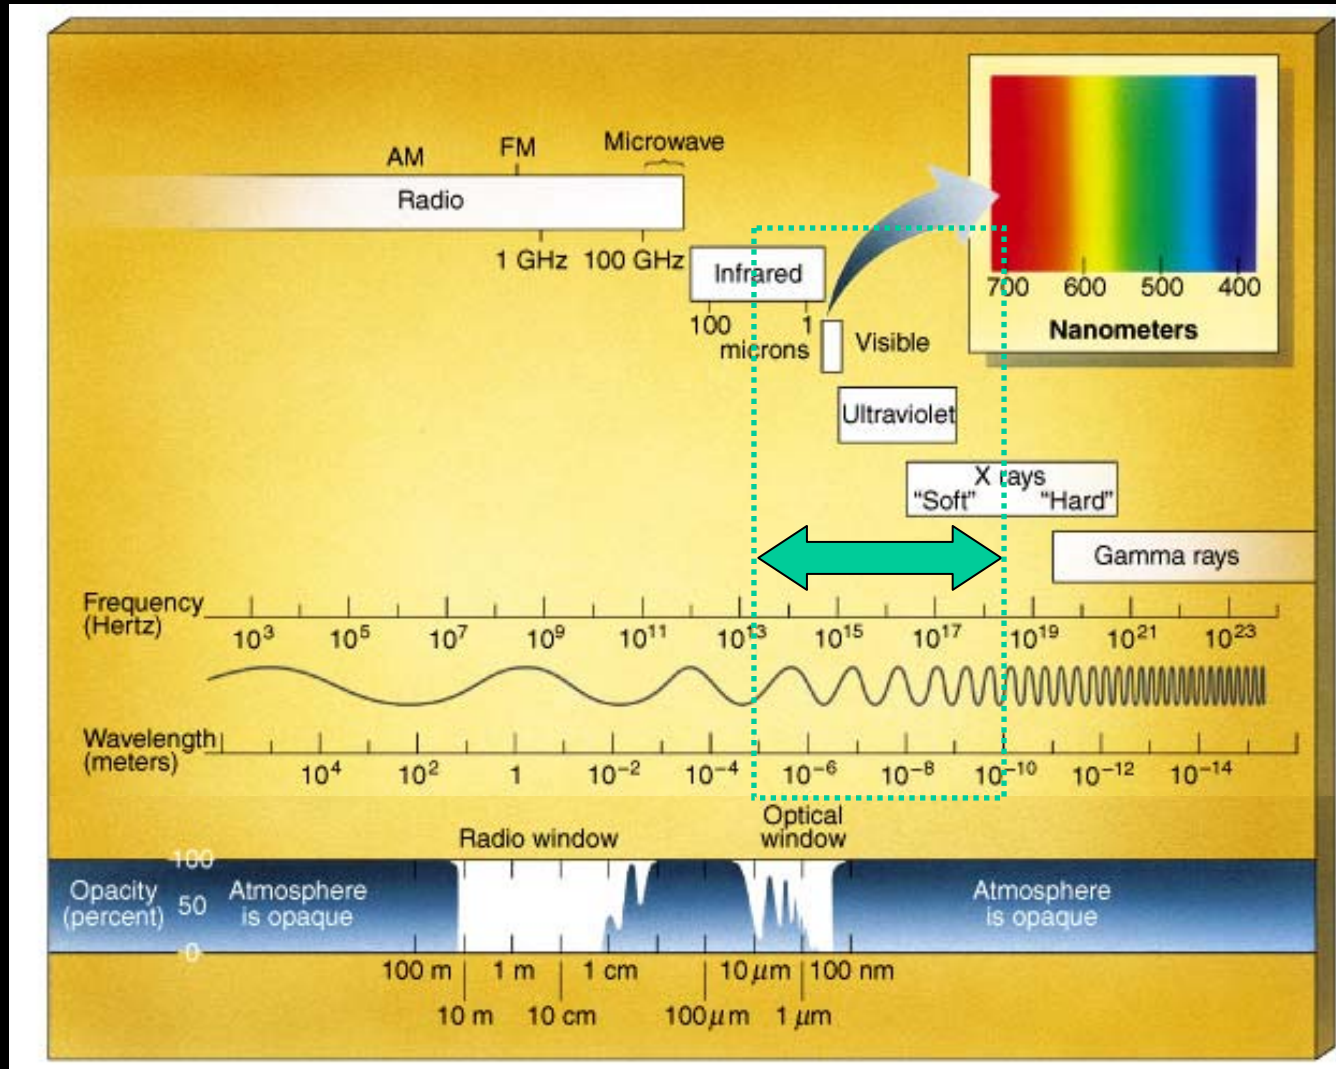 AM
FM
Microwave
Radio
1 GHz
100 GHz
Infrared
100
1
microns
Visible
700 600 500 400
Nanometers
Ultraviolet
X rays
“Soft” “Hard”
Gamma rays
Frequency
(Hertz)
10³ 10⁵ 10⁷ 10⁹ 10¹¹ 10¹³ 10¹⁵ 10¹⁷ 10¹⁹ 10²¹ 10²³
Wavelength
(meters)
10⁴ 10² 1 10⁻² 10⁻⁴ 10⁻⁶ 10⁻⁸ 10⁻¹⁰ 10⁻¹² 10⁻¹⁴
Radio window
Optical
window
Opacity
(percent)
100
50
0
Atmosphere
is opaque
Atmosphere
is opaque
100 m 1 m 1 cm 10 μm 100 nm
10 m 10 cm 100 μm 1 μm